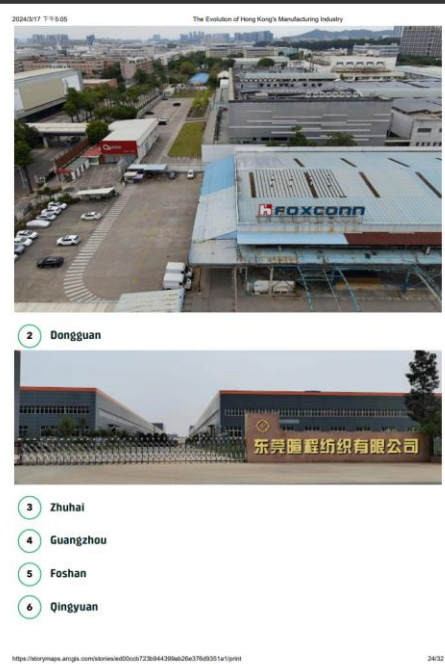 2024/3/17 下午5:05
The Evolution of Hong Kong's Manufacturing Industry
FOXCONN
2 Dongguan
东莞暄程纺织有限公司
3 Zhuhai
4 Guangzhou
5 Foshan
6 Qingyuan
https://storymaps.arcgis.com/stories/ed00ccb723b944399ab26e376d9351a1/print
24/32